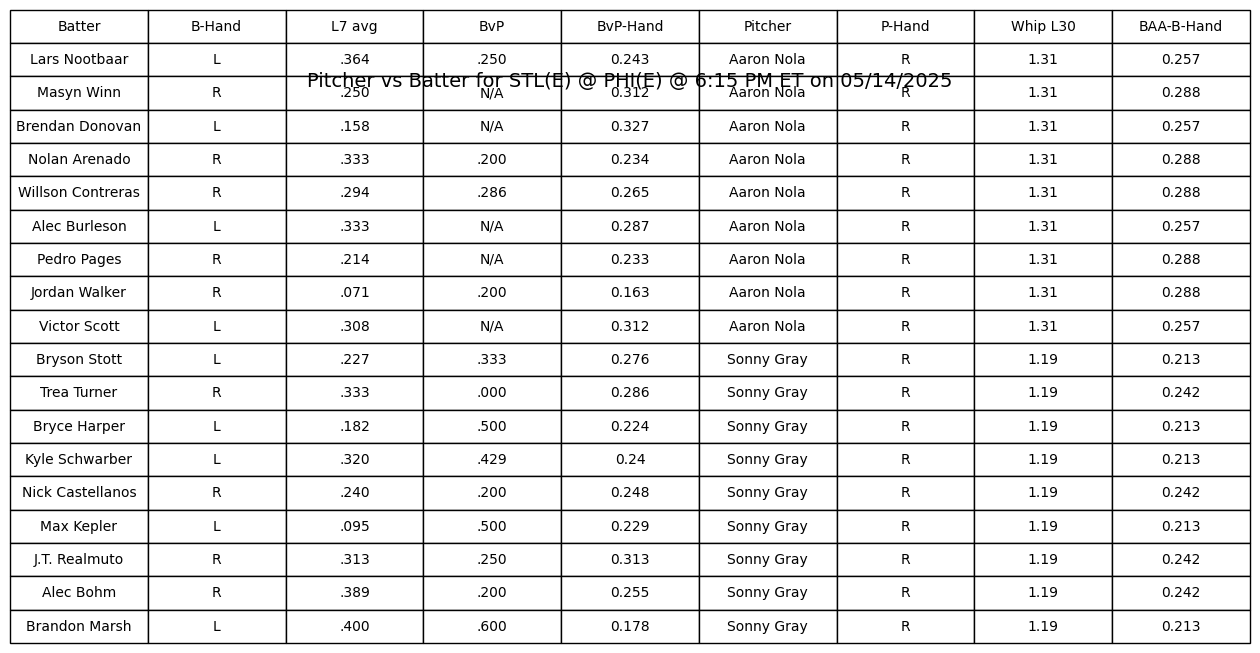 Batter B-Hand L7 avg BvP BvP-Hand Pitcher P-Hand Whip L30 BAA-B-Hand
Lars Nootbaar L .364 .250 0.243 Aaron Nola R 1.31 0.257
Pitcher vs Batter for STL(E) @ PHI(E) @ 6:15 PM ET on 05/14/2025
Masyn Winn R .250 N/A 0.312 Aaron Nola R 1.31 0.288
Brendan Donovan L .158 N/A 0.327 Aaron Nola R 1.31 0.257
Nolan Arenado R .333 .200 0.234 Aaron Nola R 1.31 0.288
Willson Contreras R .294 .286 0.265 Aaron Nola R 1.31 0.288
Alec Burleson L .333 N/A 0.287 Aaron Nola R 1.31 0.257
Pedro Pages R .214 N/A 0.233 Aaron Nola R 1.31 0.288
Jordan Walker R .071 .200 0.163 Aaron Nola R 1.31 0.288
Victor Scott L .308 N/A 0.312 Aaron Nola R 1.31 0.257
Bryson Stott L .227 .333 0.276 Sonny Gray R 1.19 0.213
Trea Turner R .333 .000 0.286 Sonny Gray R 1.19 0.242
Bryce Harper L .182 .500 0.224 Sonny Gray R 1.19 0.213
Kyle Schwarber L .320 .429 0.24 Sonny Gray R 1.19 0.213
Nick Castellanos R .240 .200 0.248 Sonny Gray R 1.19 0.242
Max Kepler L .095 .500 0.229 Sonny Gray R 1.19 0.213
J.T. Realmuto R .313 .250 0.313 Sonny Gray R 1.19 0.242
Alec Bohm R .389 .200 0.255 Sonny Gray R 1.19 0.242
Brandon Marsh L .400 .600 0.178 Sonny Gray R 1.19 0.213